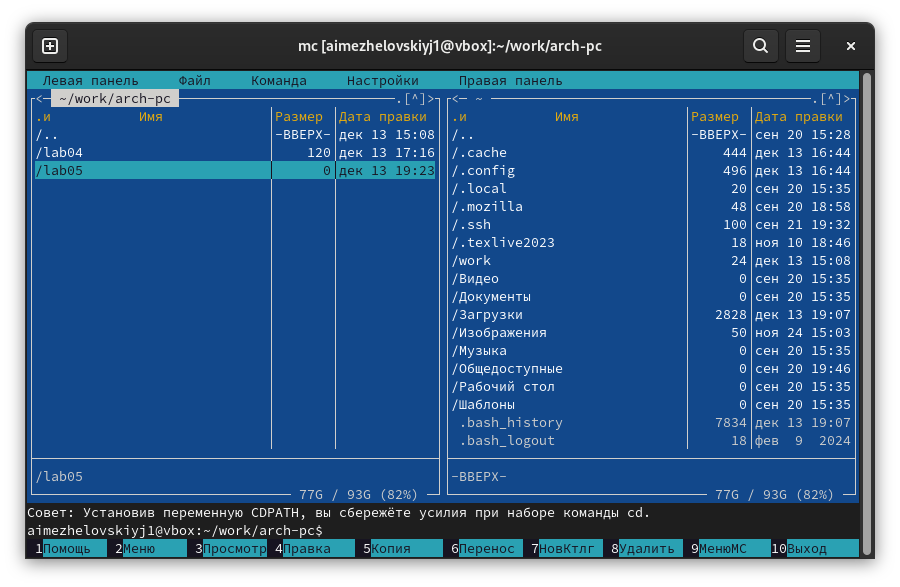 mc [aimezhelovskiyj1@vbox]:~/work/arch-pc
Левая панель Файл Команда Настройки Правая панель
<─ ~/work/arch-pc .[^]>
.и Имя Размер Дата правки
/.. -ВВЕРХ- дек 13 15:08
/lab04 120 дек 13 17:16
/lab05 0 дек 13 19:23
/lab05
77G / 93G (82%)
<─ ~ .[^]>
.и Имя Размер Дата правки
/.. -ВВЕРХ- сен 20 15:28
/.cache 444 дек 13 16:44
/.config 496 дек 13 16:44
/.local 20 сен 20 15:35
/.mozilla 48 сен 20 18:58
/.ssh 100 сен 21 19:32
/.texlive2023 18 ноя 10 18:46
/work 24 дек 13 15:08
/Видео 0 сен 20 15:35
/Документы 0 сен 20 15:35
/Загрузки 2828 дек 13 19:07
/Изображения 50 ноя 24 15:03
/Музыка 0 сен 20 15:35
/Общедоступные 0 сен 20 19:46
/Рабочий стол 0 сен 20 15:35
/Шаблоны 0 сен 20 15:35
.bash_history 7834 дек 13 19:07
.bash_logout 18 фев 9 2024
-ВВЕРХ-
77G / 93G (82%)
Совет: Установив переменную CDPATH, вы сбережёте усилия при наборе команды cd.
aimezhelovskiyj1@vbox:~/work/arch-pc$
1Помощь 2Меню 3Просмотр 4Правка 5Копия 6Перенос 7НовКтлг 8Удалить 9МенюМС 10Выход